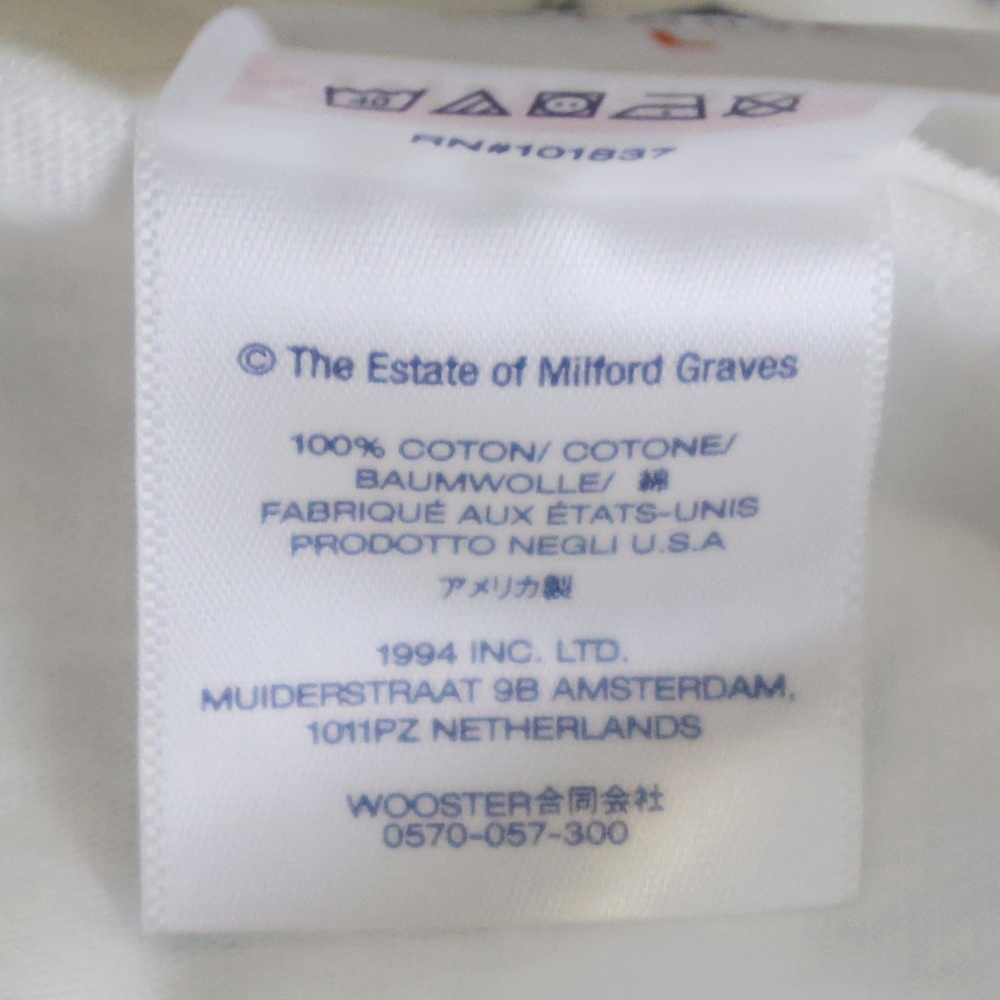 40
RN#101837
© The Estate of Milford Graves
100% COTON/ COTONE/
BAUMWOLLE/ 綿
FABRIQUÉ AUX ÉTATS-UNIS
PRODOTTO NEGLI U.S.A
アメリカ製
1994 INC. LTD.
MUIDERSTRAAT 9B AMSTERDAM,
1011PZ NETHERLANDS
WOOSTER合同会社
0570-057-300